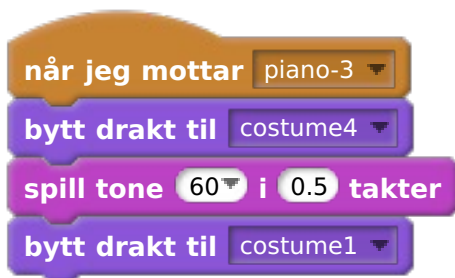 når jeg mottar piano-3
bytt drakt til costume4
spill tone 60 i 0.5 takter
bytt drakt til costume1